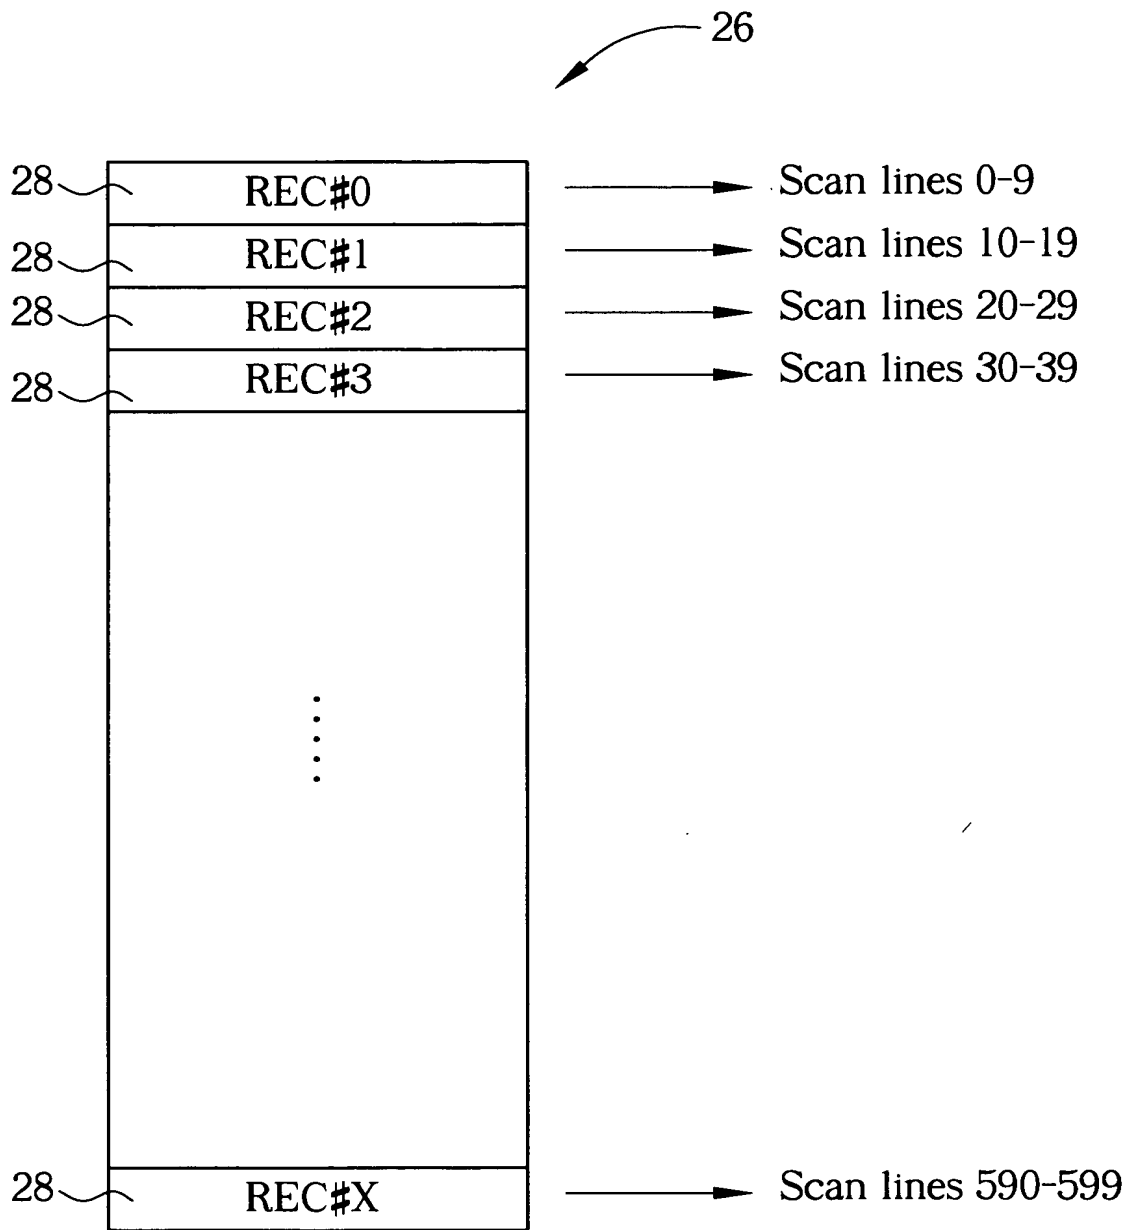 26
28 REC#0 Scan lines 0-9
28 REC#1 Scan lines 10-19
28 REC#2 Scan lines 20-29
28 REC#3 Scan lines 30-39
28 REC#X Scan lines 590-599